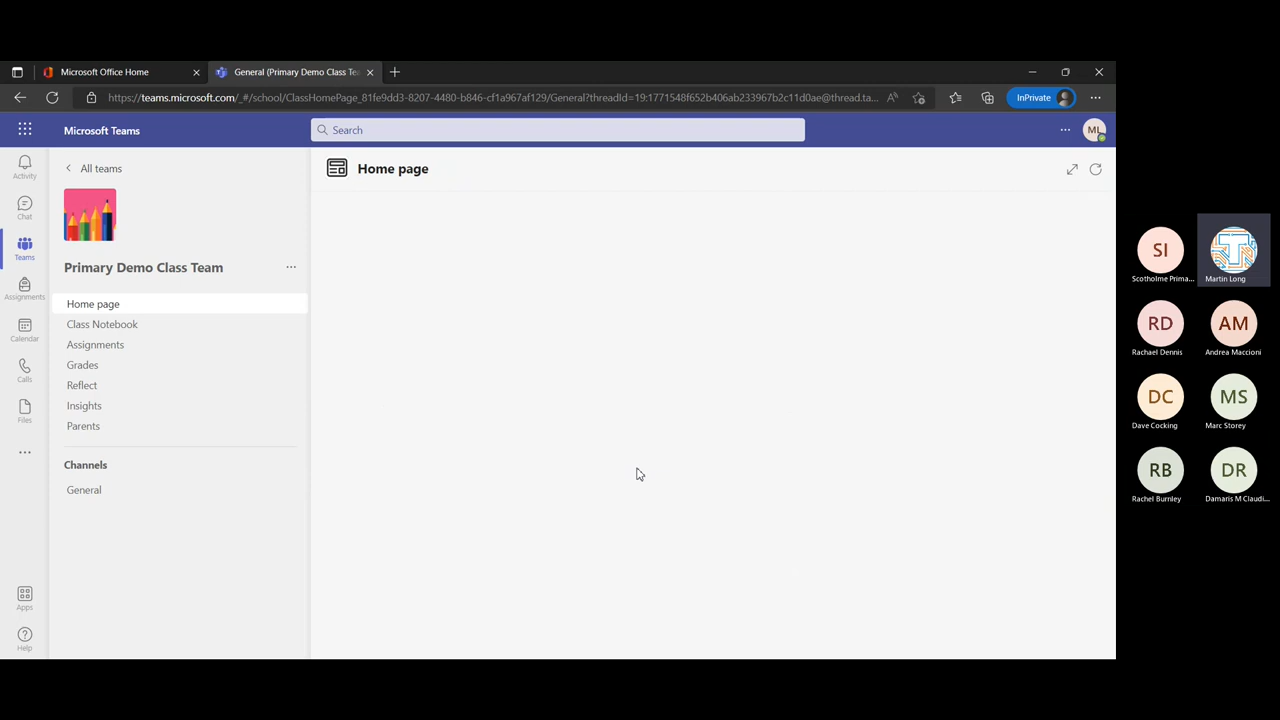 Microsoft Office Home
General (Primary Demo Class Tea
https://teams.microsoft.com/_#/school/ClassHomePage_81fe9dd3-8207-4480-b846-cf1a967af129/General?threadId=19:1771548f652b406ab233967b2c11d0ae@thread.ta...
InPrivate
Microsoft Teams
Search
ML
Activity
Chat
Teams
Assignments
Calendar
Calls
Files
Apps
Help
All teams
Primary Demo Class Team
Home page
Class Notebook
Assignments
Grades
Reflect
Insights
Parents
Channels
General
Home page
SI
Scotholme Prima...
T
Martin Long
RD
Rachael Dennis
AM
Andrea Maccioni
DC
Dave Cocking
MS
Marc Storey
RB
Rachel Burnley
DR
Damaris M Claudi...